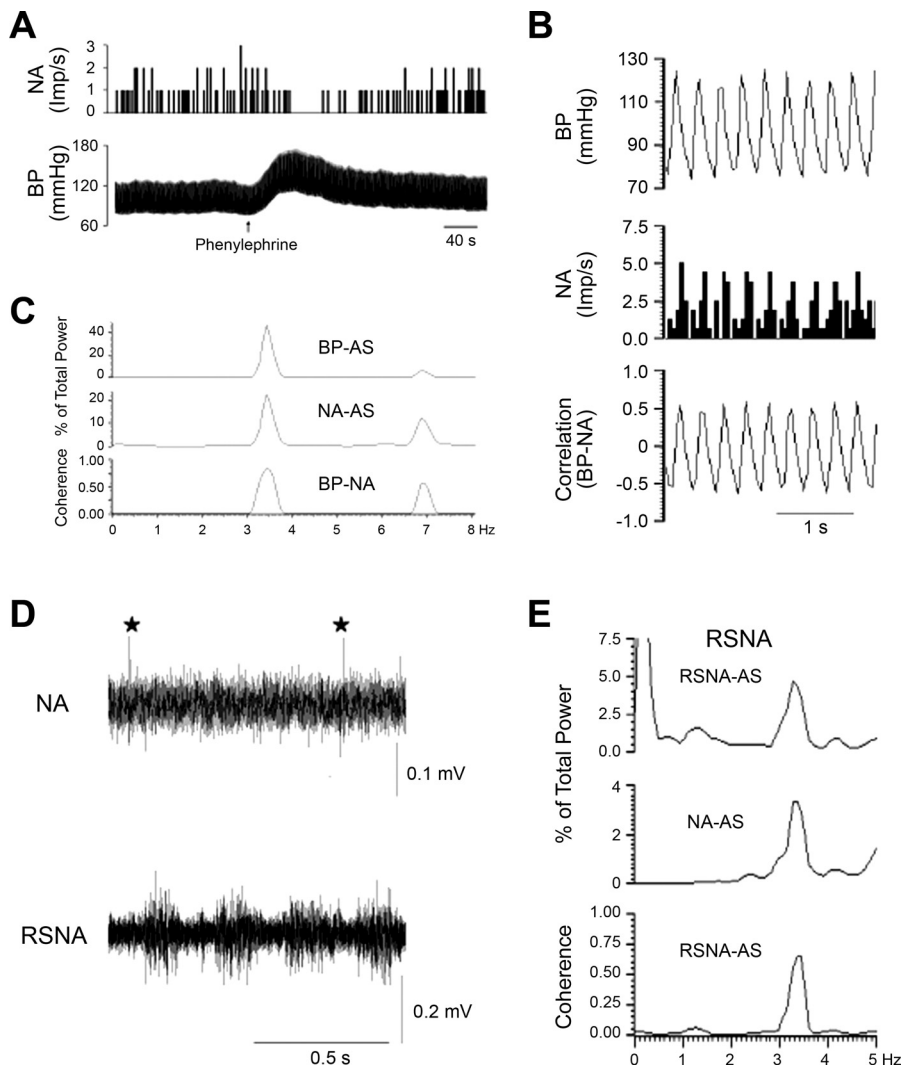 A
NA
(Imp/s)
3
2
1
0
BP
(mmHg)
180
120
60
Phenylephrine
40 s
B
BP
(mmHg)
130
110
90
70
NA
(Imp/s)
5.0
2.5
0.0
Correlation
(BP-NA)
1.0
0.5
0
-0.5
-1.0
1 s
C
% of Total Power
40
20
0
BP-AS
20
10
0
NA-AS
Coherence
1.00
0.50
0.00
BP-NA
0 1 2 3 4 5 6 7 8 Hz
D
NA
0.1 mV
RSNA
0.2 mV
0.5 s
E
RSNA
% of Total Power
7.5
5.0
2.5
0.0
RSNA-AS
4
2
0
NA-AS
Coherence
1.00
0.75
0.50
0.25
0.00
RSNA-AS
0 1 2 3 4 5 Hz